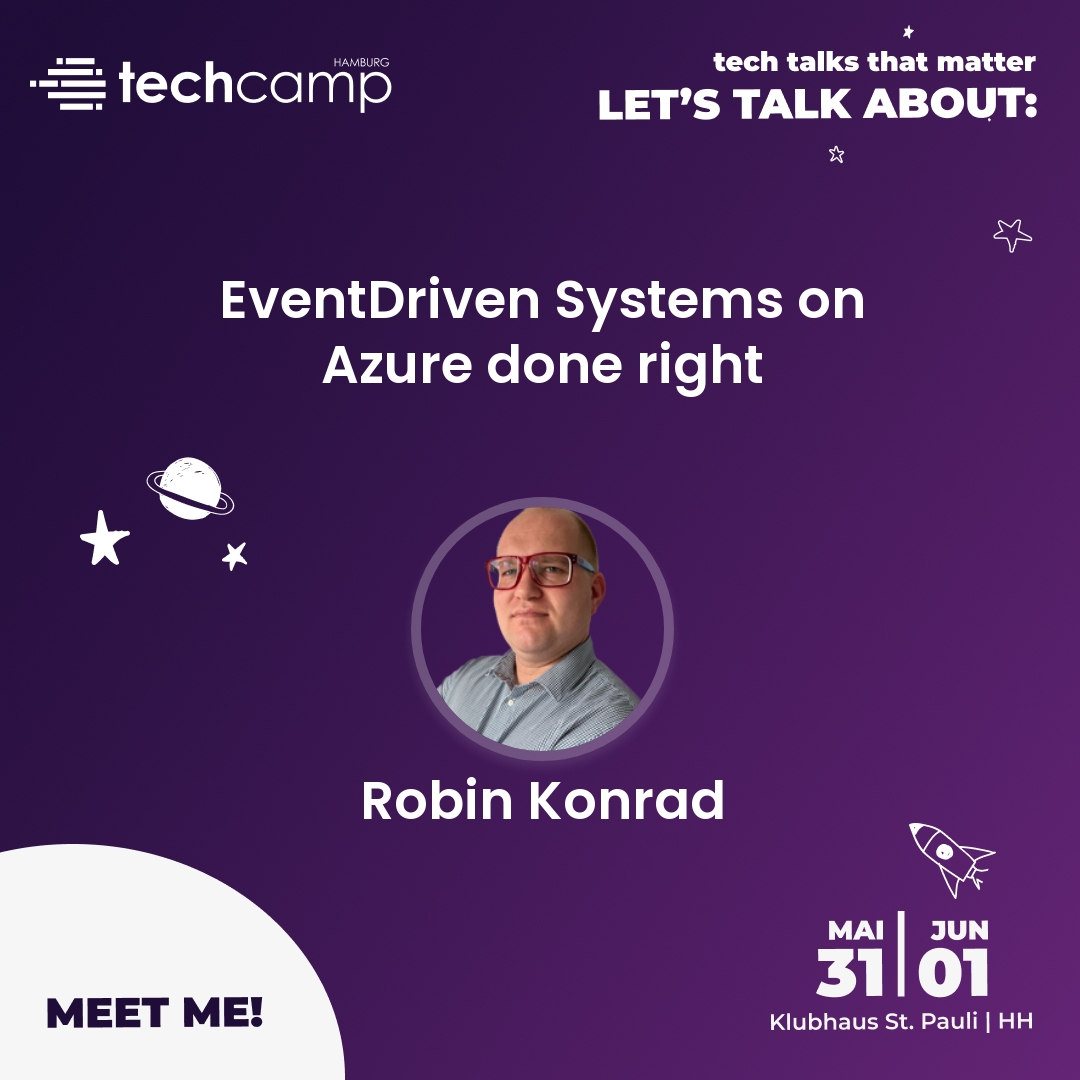 HAMBURG
techcamp
tech talks that matter
LET'S TALK ABOUT:
EventDriven Systems on
Azure done right
Robin Konrad
MEET ME!
MAI | JUN
31 | 01
Klubhaus St. Pauli | HH